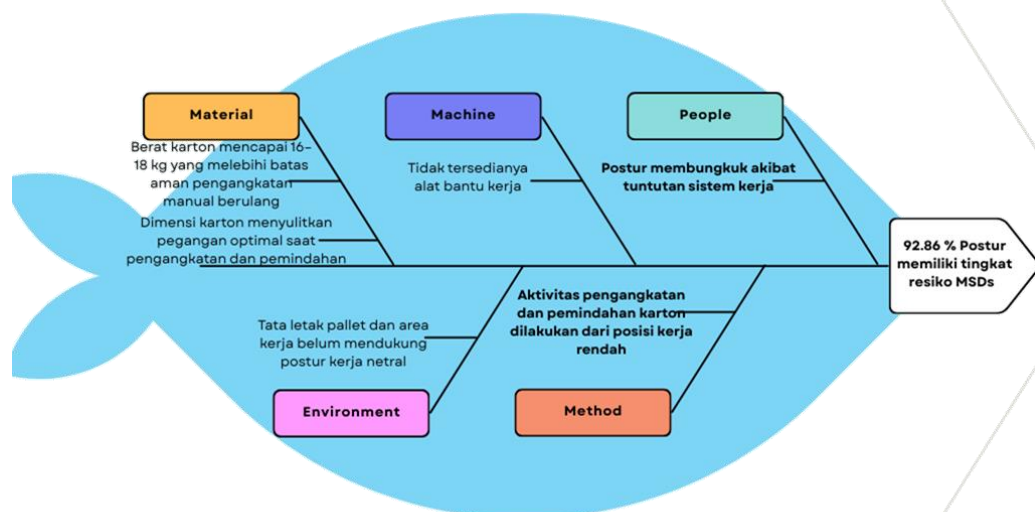 Material
Berat karton mencapai 16–
18 kg yang melebihi batas
aman pengangkatan
manual berulang
Dimensi karton menyulitkan
pegangan optimal saat
pengangkatan dan pemindahan
Machine
Tidak tersedianya
alat bantu kerja
People
Postur membungkuk akibat
tuntutan sistem kerja
92.86 % Postur
memiliki tingkat
resiko MSDs
Tata letak pallet dan area
kerja belum mendukung
postur kerja netral
Environment
Aktivitas pengangkatan
dan pemindahan karton
dilakukan dari posisi kerja
rendah
Method